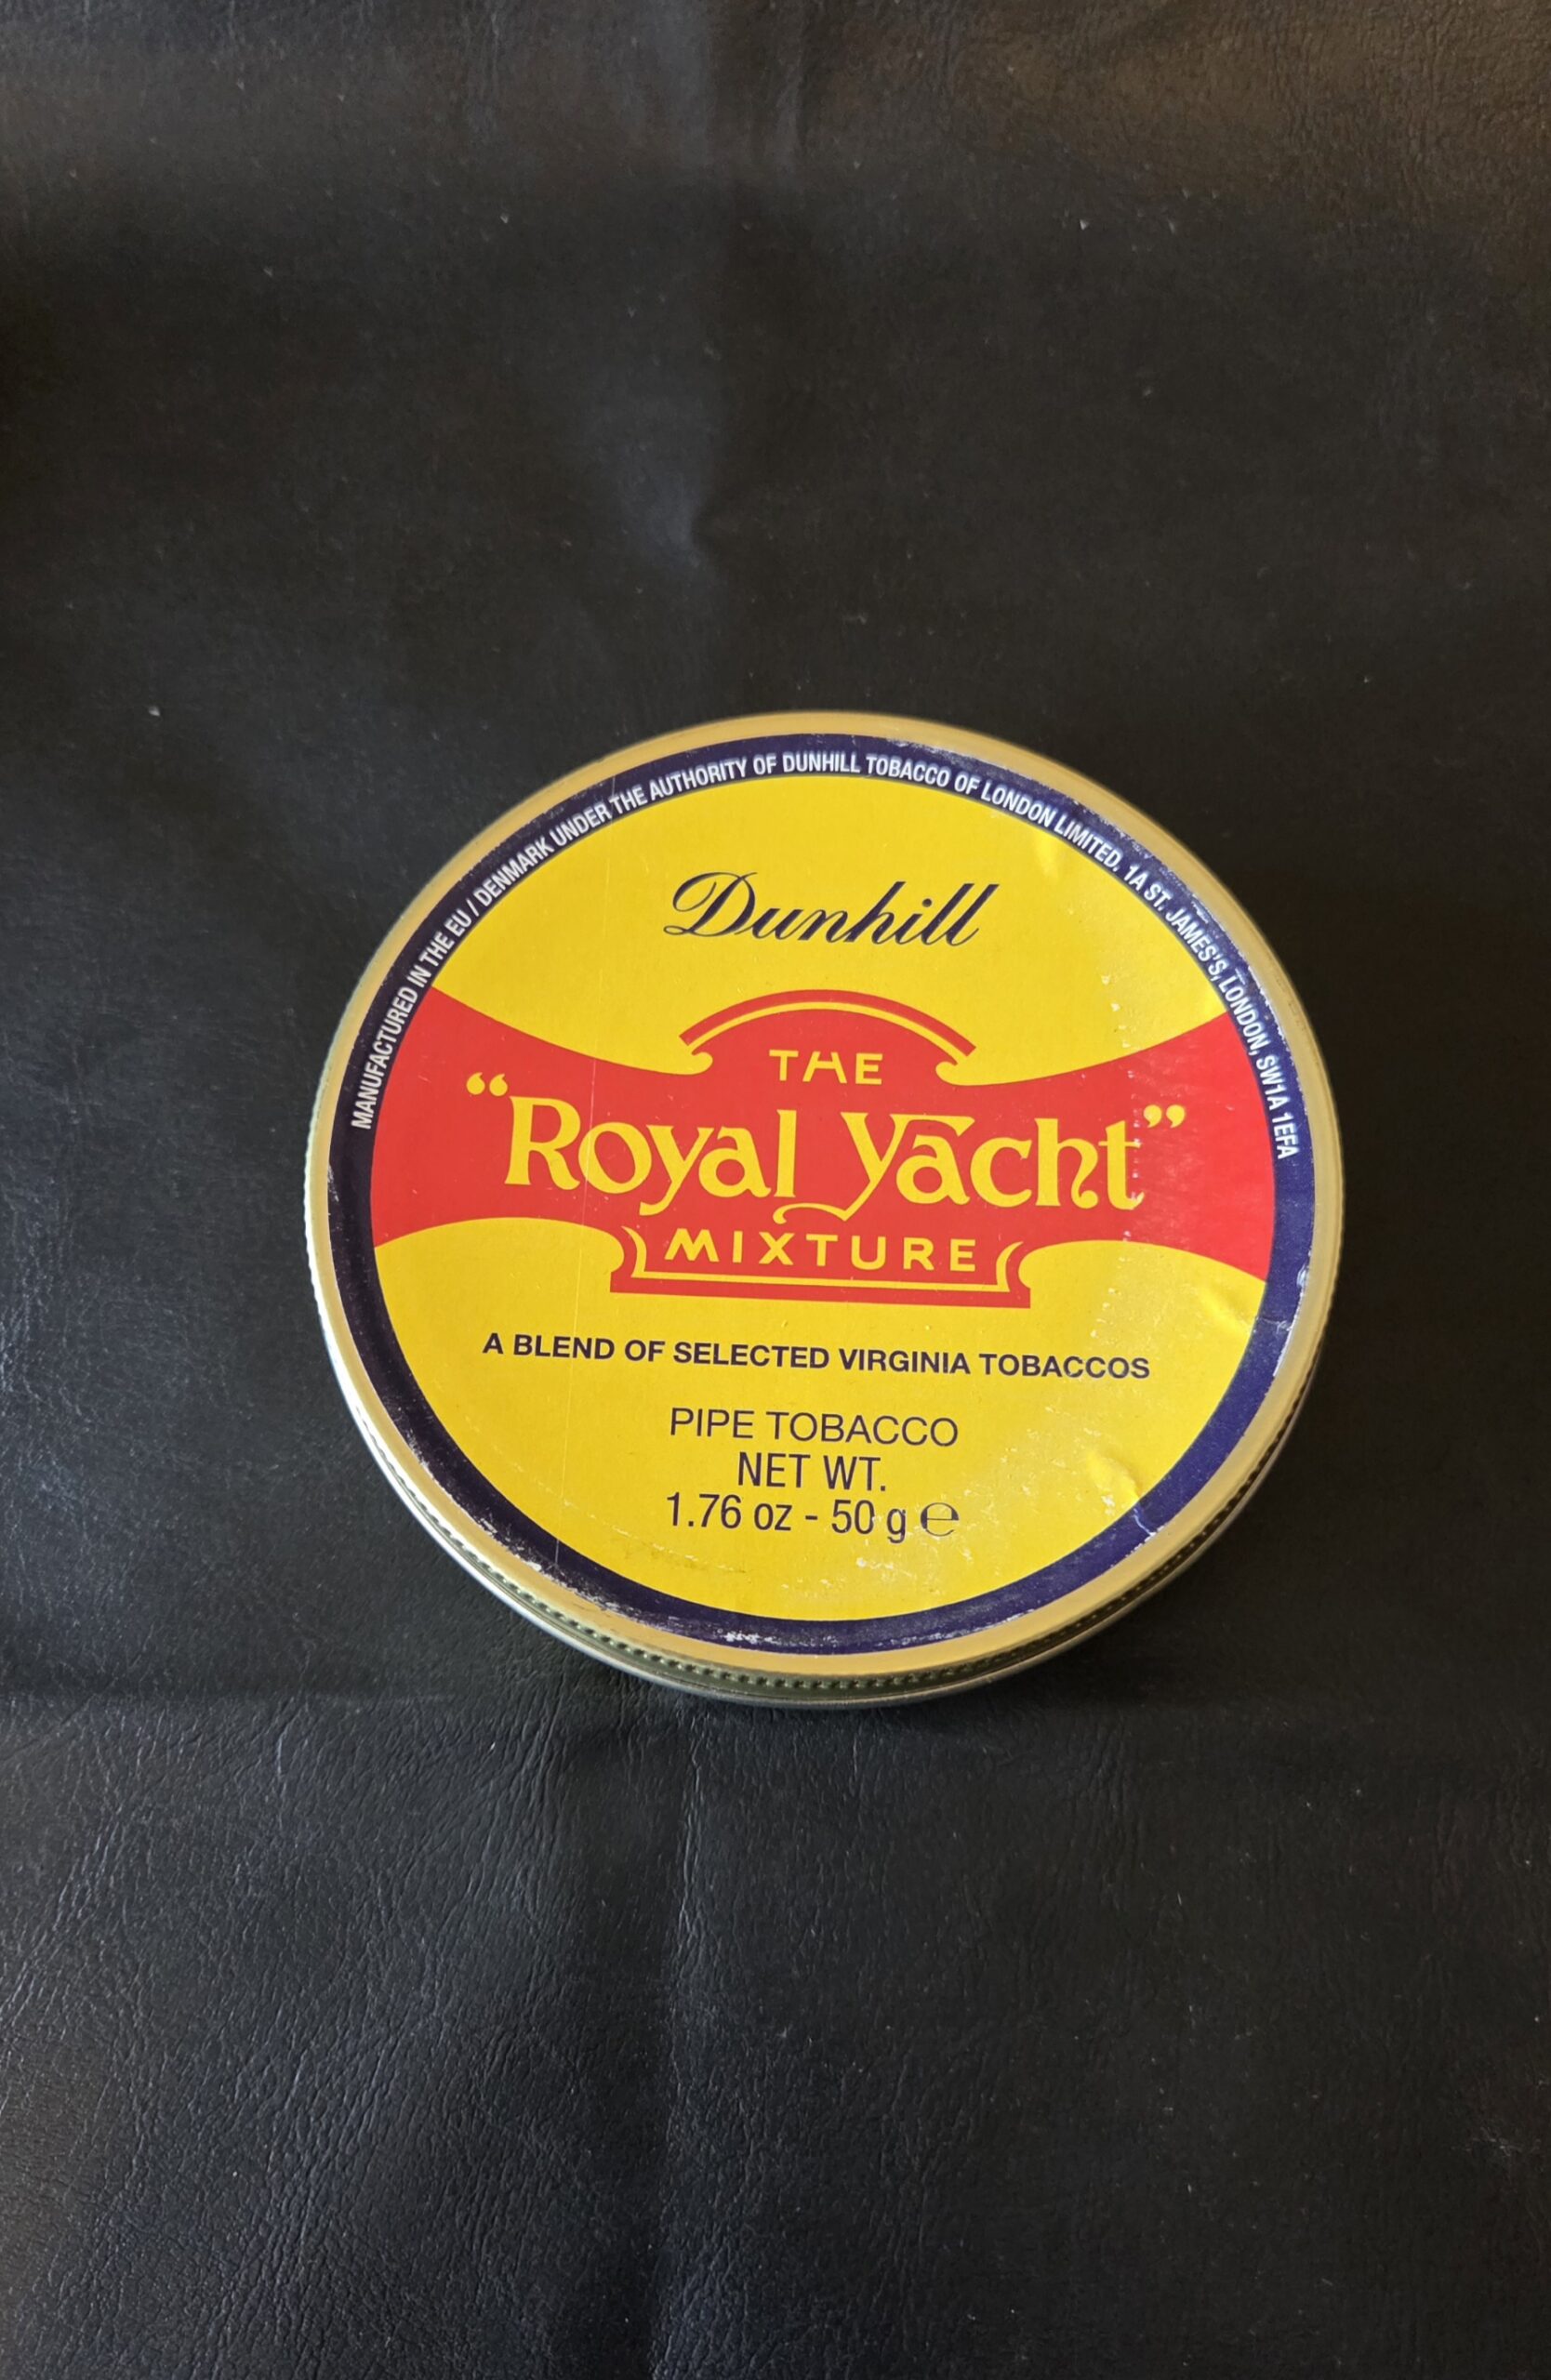 MANUFACTURED IN THE EU / DENMARK UNDER THE AUTHORITY OF DUNHILL TOBACCO OF LONDON LIMITED. 1A ST. JAMES'S, LONDON, SW1A 1EFA
Dunhill
THE
“Royal Yacht”
MIXTURE
A BLEND OF SELECTED VIRGINIA TOBACCOS
PIPE TOBACCO
NET WT.
1.76 oz - 50 g ℮